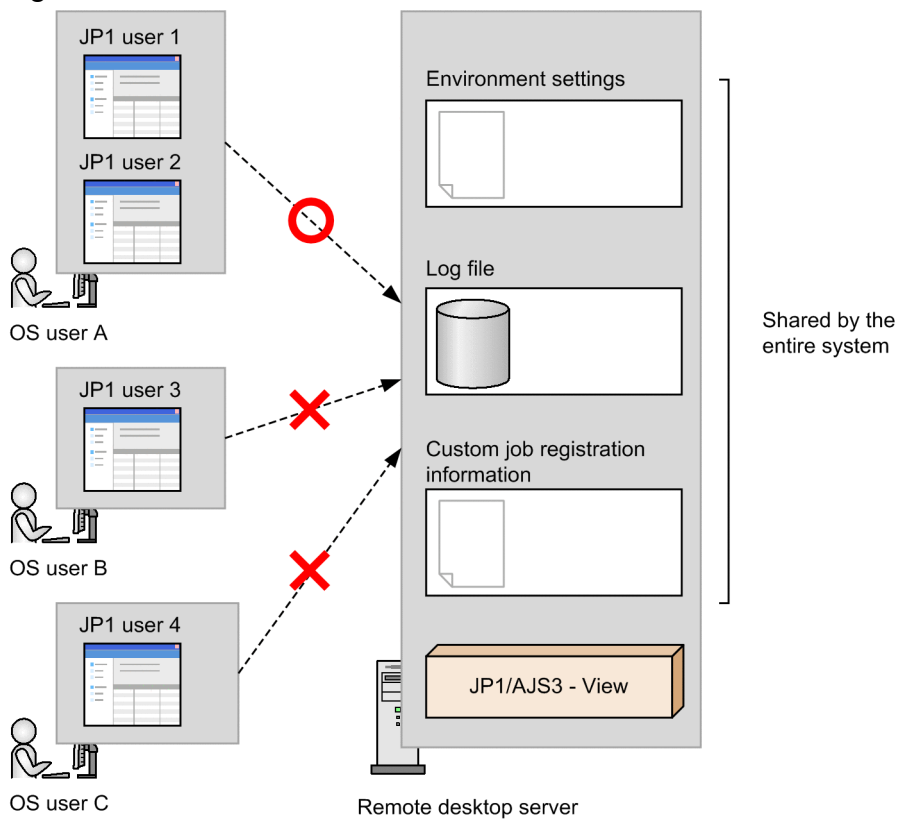 JP1 user 1
JP1 user 2
OS user A
JP1 user 3
OS user B
JP1 user 4
OS user C
Environment settings
Log file
Custom job registration
information
JP1/AJS3 - View
Remote desktop server
Shared by the
entire system